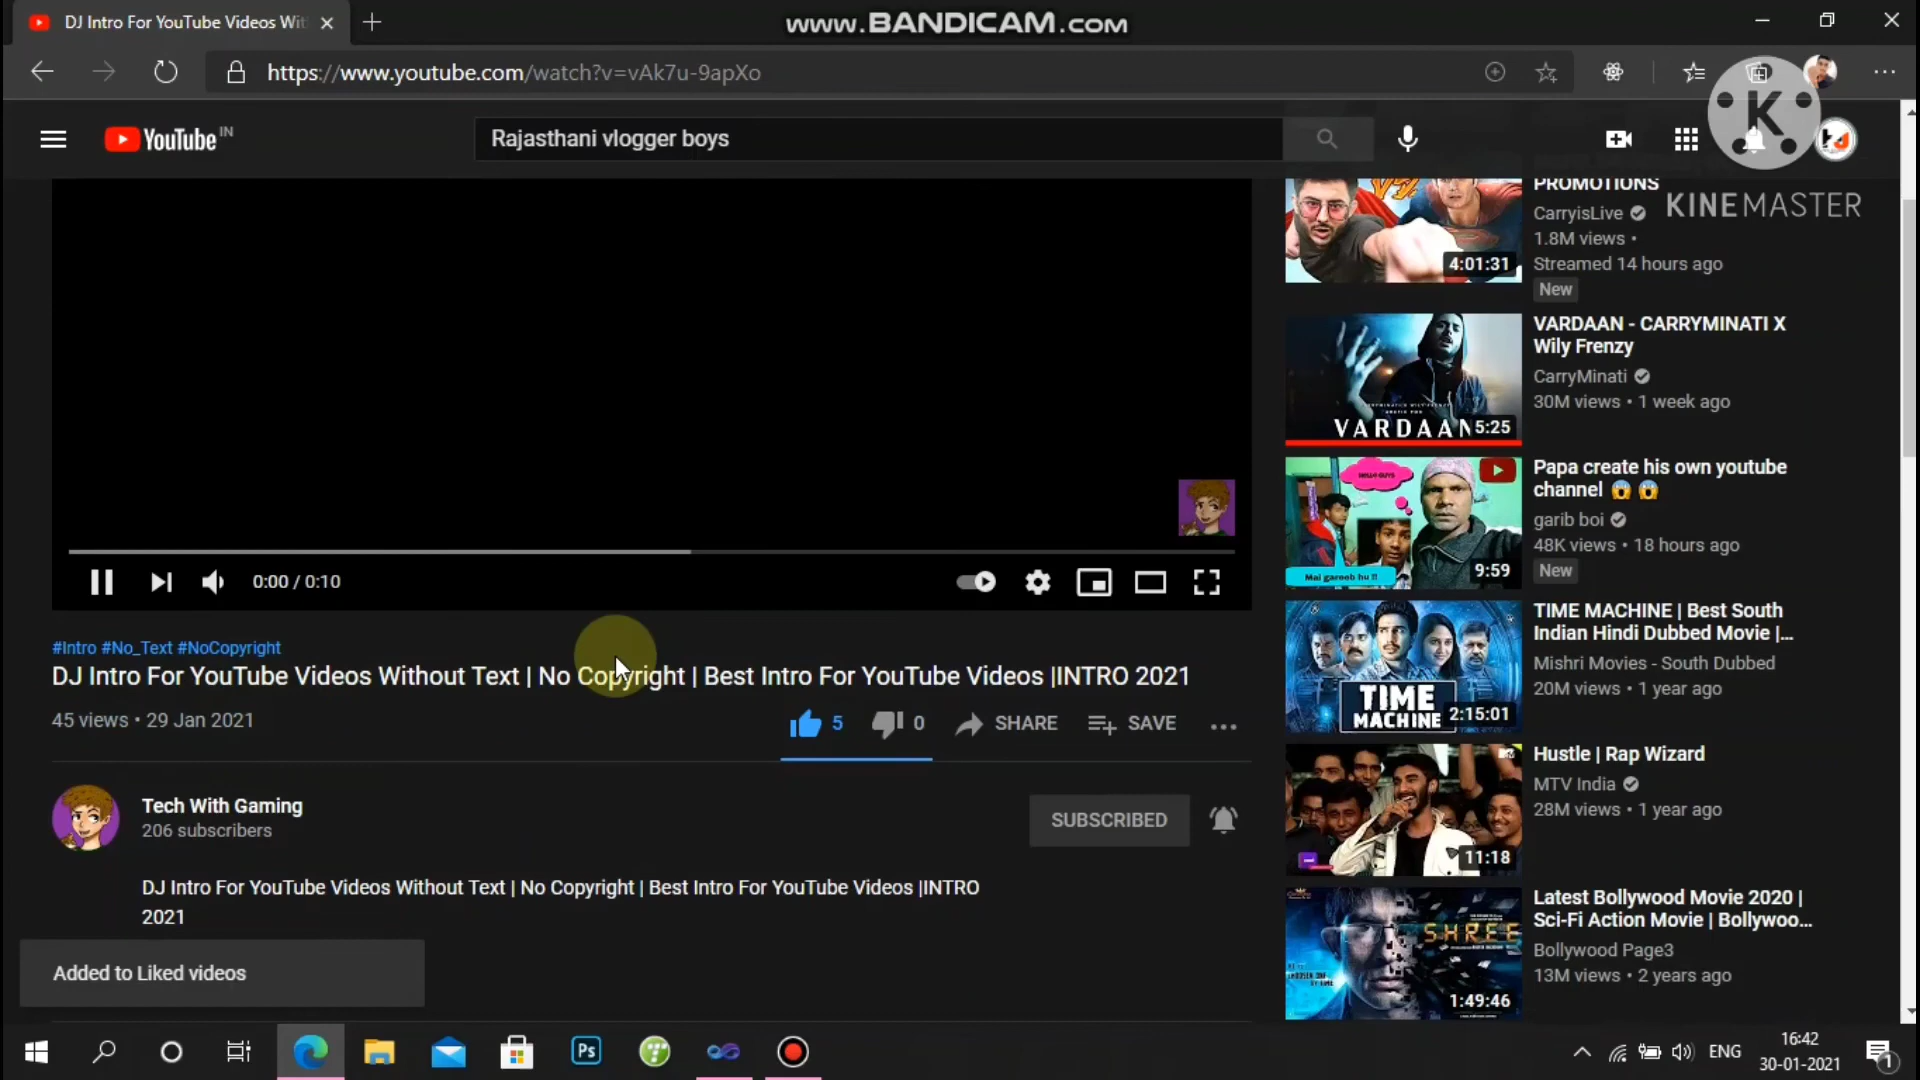 DJ Intro For YouTube Videos Wit
www.BANDICAM.com
https://www.youtube.com/watch?v=vAk7u-9apXo
YouTube IN
Rajasthani vlogger boys
K
KINEMASTER
PROMOTIONS
CarryisLive
1.8M views •
Streamed 14 hours ago
New
4:01:31
VARDAAN - CARRYMINATI X
Wily Frenzy
CarryMinati
30M views • 1 week ago
VARDAAN
5:25
Papa create his own youtube
channel 😱 😱
garib boi
48K views • 18 hours ago
New
HELLO GUYS
Mai gareeb hu !!
9:59
TIME MACHINE | Best South
Indian Hindi Dubbed Movie |...
Mishri Movies - South Dubbed
20M views • 1 year ago
TIME
MACHINE
2:15:01
Hustle | Rap Wizard
MTV India
28M views • 1 year ago
11:18
Latest Bollywood Movie 2020 |
Sci-Fi Action Movie | Bollywoo...
Bollywood Page3
13M views • 2 years ago
SHREE
1:49:46
0:00 / 0:10
#Intro #No_Text #NoCopyright
DJ Intro For YouTube Videos Without Text | No Copyright | Best Intro For YouTube Videos |INTRO 2021
45 views • 29 Jan 2021
5
0
SHARE
SAVE
Tech With Gaming
206 subscribers
SUBSCRIBED
DJ Intro For YouTube Videos Without Text | No Copyright | Best Intro For YouTube Videos |INTRO
2021
Added to Liked videos
Ps
ENG
16:42
30-01-2021
1